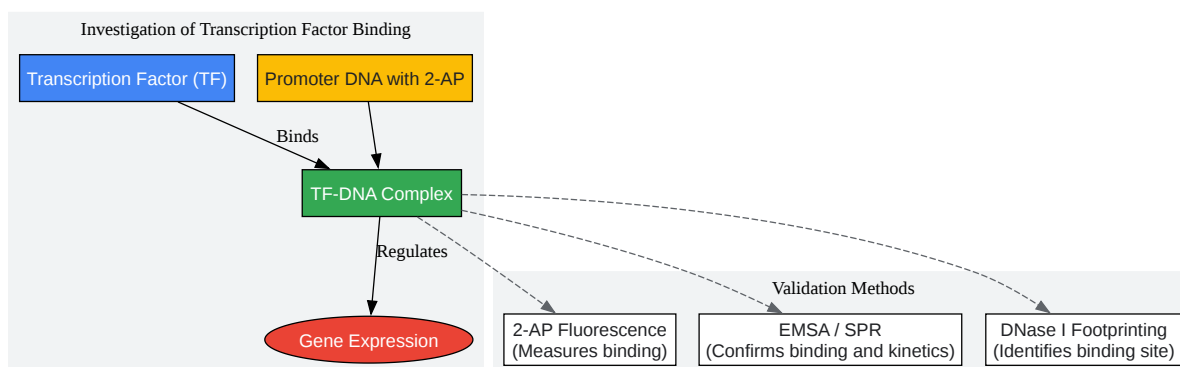 Investigation of Transcription Factor Binding
Transcription Factor (TF)
Promoter DNA with 2-AP
Binds
TF-DNA Complex
Regulates
Gene Expression
Validation Methods
2-AP Fluorescence
(Measures binding)
EMSA / SPR
(Confirms binding and kinetics)
DNase I Footprinting
(Identifies binding site)